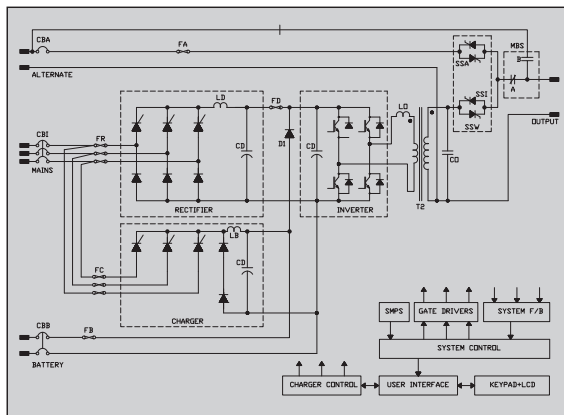 CBA
FA
MBS
B
SSA
A
ALTERNATE
SSI
SSW
OUTPUT
LD
FD
LO
CBI
FR
CD
D1
CD
CO
MAINS
RECTIFIER
INVERTER
T2
LB
FC
CD
CHARGER
SMPS
GATE DRIVERS
SYSTEM F/B
CBB
FB
SYSTEM CONTROL
BATTERY
CHARGER CONTROL
USER INTERFACE
KEYPAD+LCD